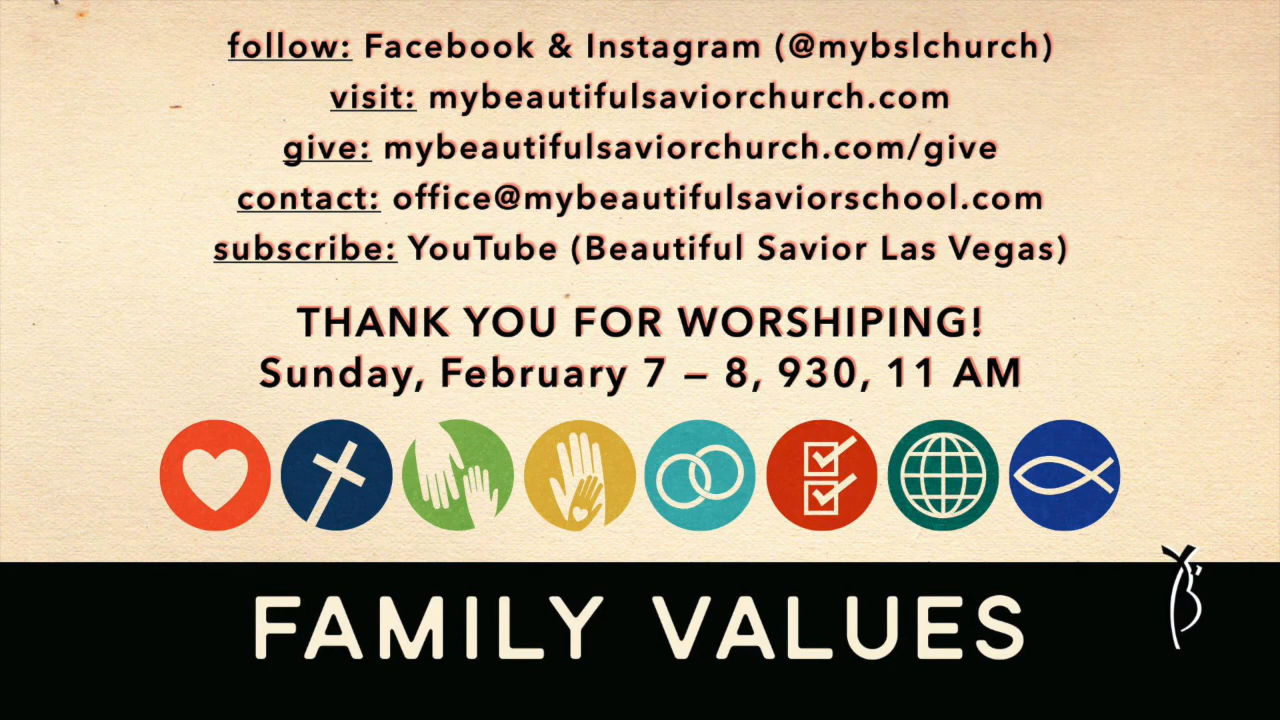 follow: Facebook & Instagram (@mybslchurch)
visit: mybeautifulsaviorchurch.com
give: mybeautifulsaviorchurch.com/give
contact: office@mybeautifulsaviorschool.com
subscribe: YouTube (Beautiful Savior Las Vegas)
THANK YOU FOR WORSHIPING!
Sunday, February 7 – 8, 930, 11 AM
FAMILY VALUES